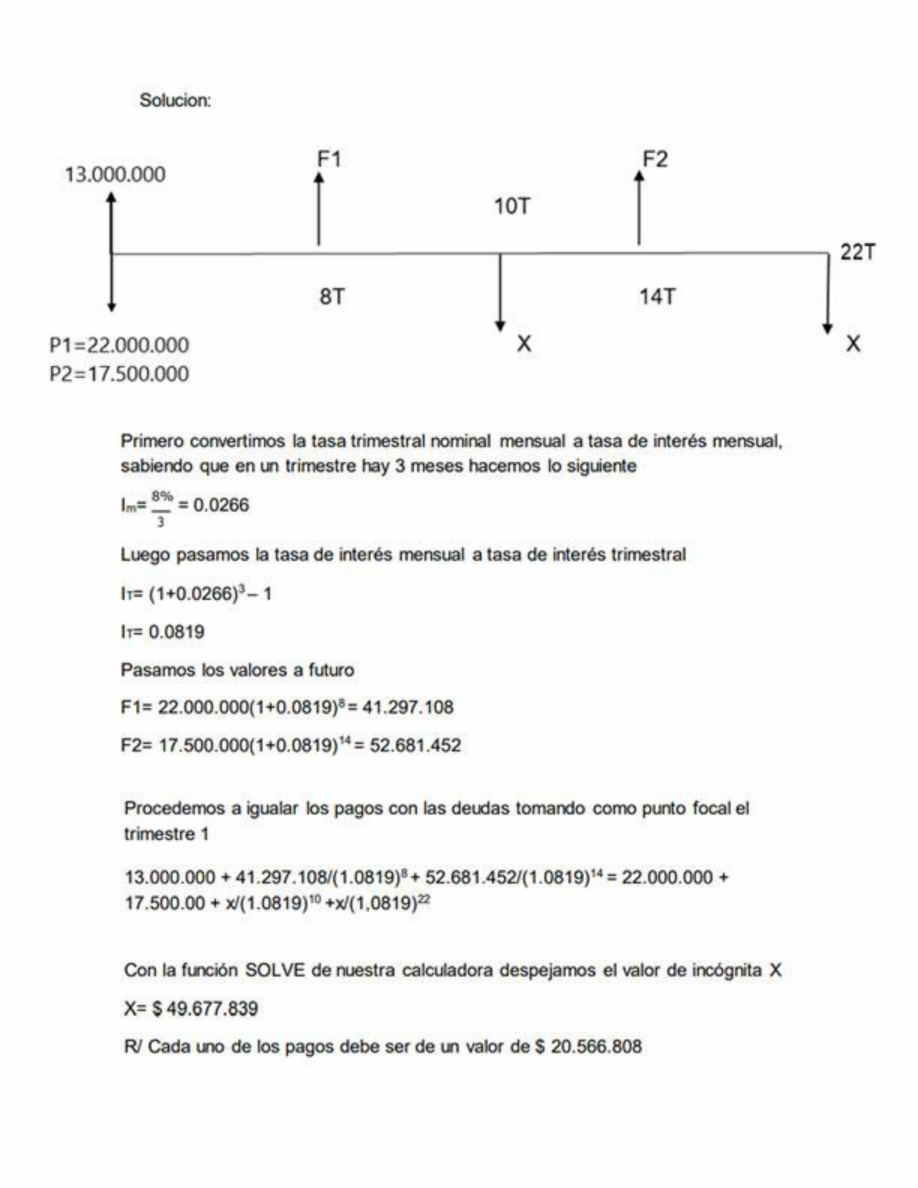 Solucion:
F1
F2
13.000.000
10T
22T
8T
14T
P1=22.000.000
X
X
P2=17.500.000
Primero convertimos la tasa trimestral nominal mensual a tasa de interés mensual,
sabiendo que en un trimestre hay 3 meses hacemos lo siguiente
Im= 8%/3 = 0.0266
Luego pasamos la tasa de interés mensual a tasa de interés trimestral
IT= (1+0.0266)³– 1
IT= 0.0819
Pasamos los valores a futuro
F1= 22.000.000(1+0.0819)⁸= 41.297.108
F2= 17.500.000(1+0.0819)¹⁴= 52.681.452
Procedemos a igualar los pagos con las deudas tomando como punto focal el
trimestre 1
13.000.000 + 41.297.108/(1.0819)⁸ + 52.681.452/(1.0819)¹⁴ = 22.000.000 +
17.500.00 + x/(1.0819)¹⁰ +x/(1,0819)²²
Con la función SOLVE de nuestra calculadora despejamos el valor de incógnita X
X= $ 49.677.839
R/ Cada uno de los pagos debe ser de un valor de $ 20.566.808